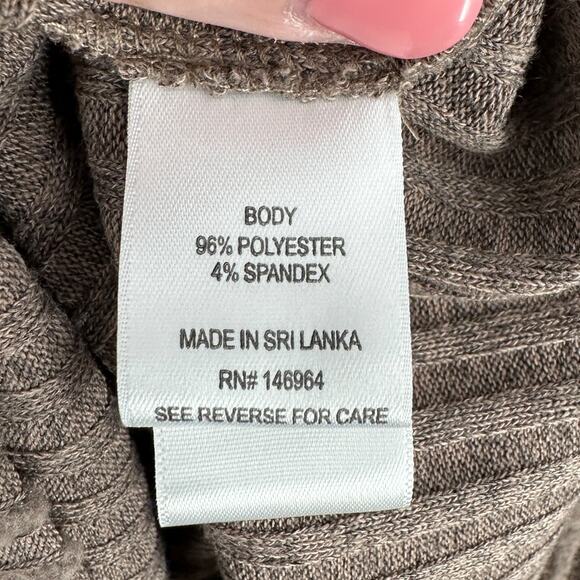 BODY
96% POLYESTER
4% SPANDEX
MADE IN SRI LANKA
RN# 146964
SEE REVERSE FOR CARE